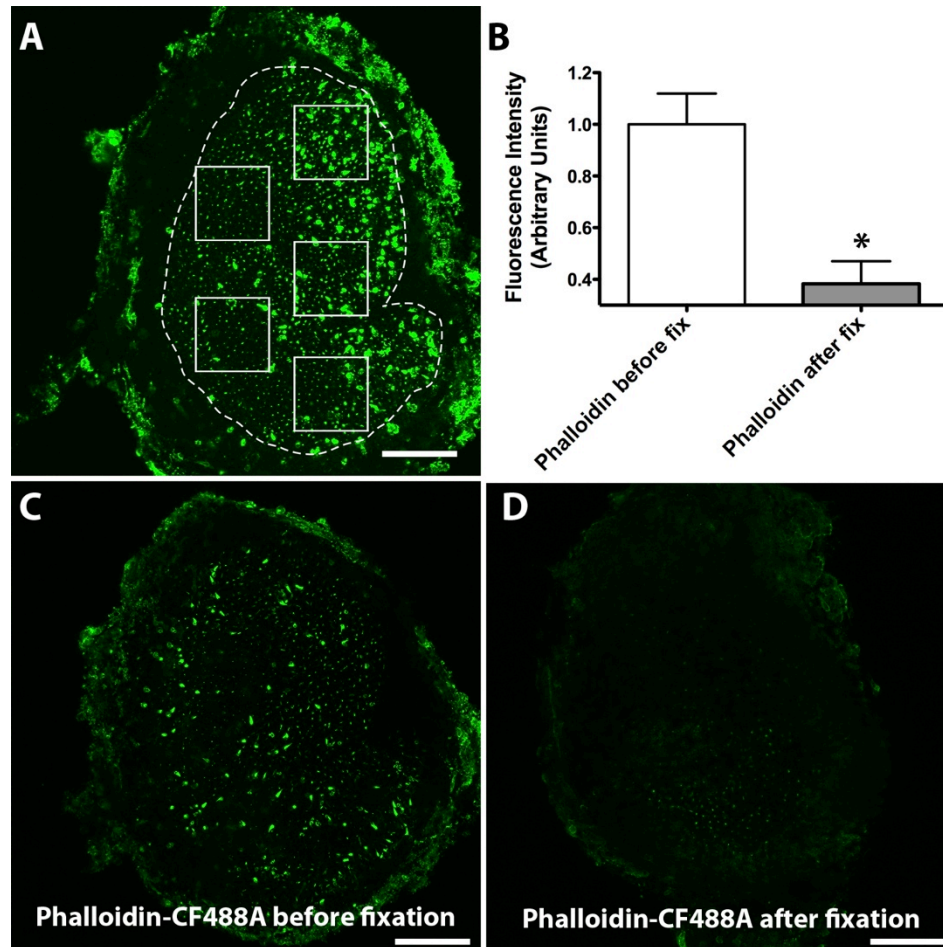 A
B
Fluorescence Intensity
(Arbitrary Units)
1.2
1.0
0.8
0.6
0.4
*
Phalloidin before fix
Phalloidin after fix
C
Phalloidin-CF488A before fixation
D
Phalloidin-CF488A after fixation